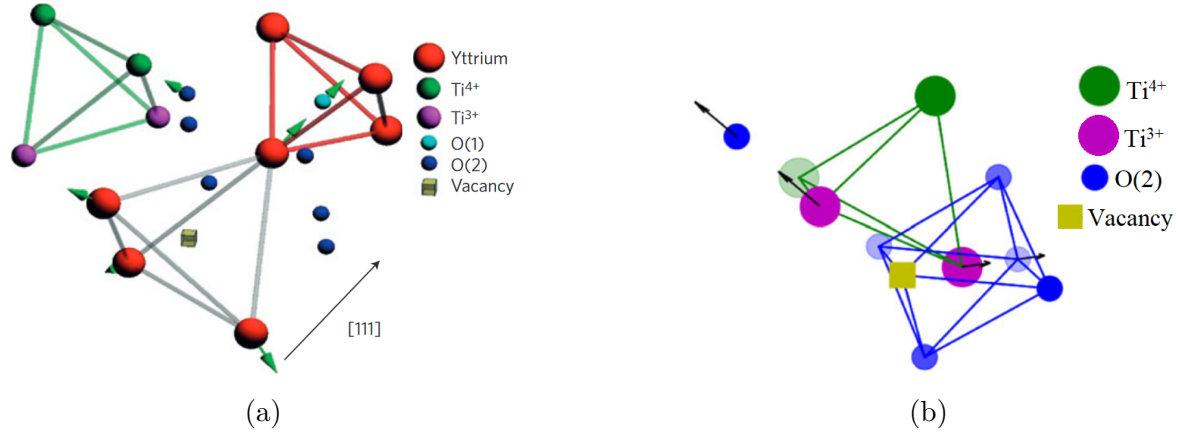 Yttrium
Ti4+
Ti3+
O(1)
O(2)
Vacancy
[111]
(a)
Ti4+
Ti3+
O(2)
Vacancy
(b)